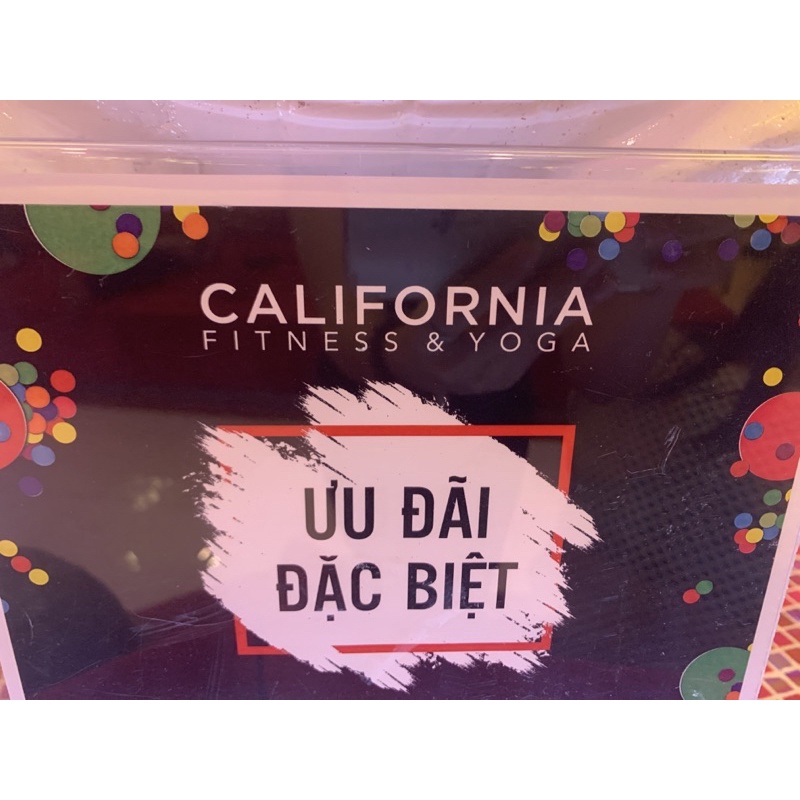 CALIFORNIA
FITNESS & YOGA
ƯU ĐÃI
ĐẶC BIỆT